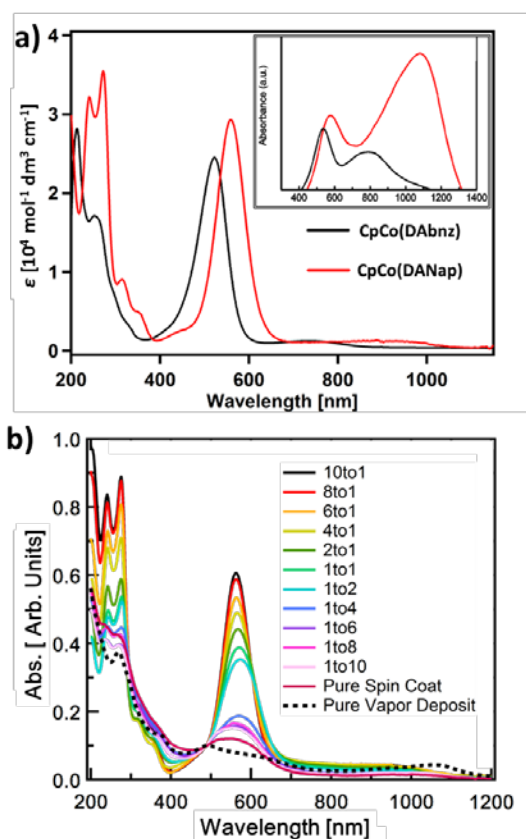 a)
4
3
2
1
0
ε [10⁴ mol⁻¹ dm³ cm⁻¹]
200 400 600 800 1000
Wavelength [nm]
Absorbance (a.u.)
400 600 800 1000 1200 1400
CpCo(DAbnz)
CpCo(DANap)
b)
1.0
0.8
0.6
0.4
0.2
0.0
Abs. [ Arb. Units]
10to1
8to1
6to1
4to1
2to1
1to1
1to2
1to4
1to6
1to8
1to10
Pure Spin Coat
Pure Vapor Deposit
200 400 600 800 1000 1200
Wavelength [nm]